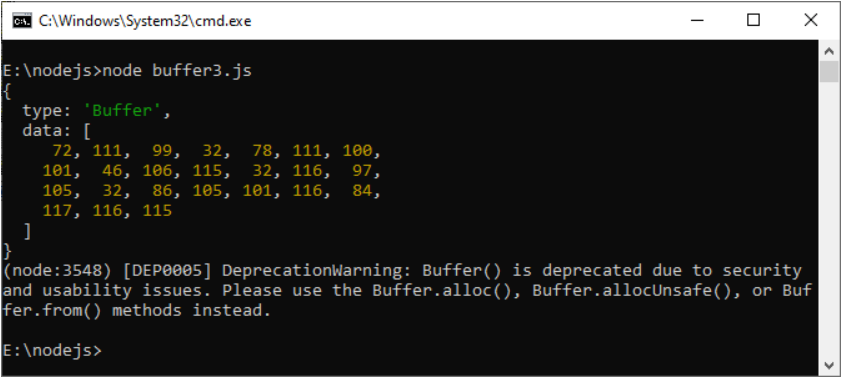 C:\Windows\System32\cmd.exe
E:\nodejs>node buffer3.js
{
  type: 'Buffer',
  data: [
     72, 111,  99,  32,  78, 111, 100,
    101,  46, 106, 115,  32, 116,  97,
    105,  32,  86, 105, 101, 116,  84,
    117, 116, 115
  ]
}
(node:3548) [DEP0005] DeprecationWarning: Buffer() is deprecated due to security
and usability issues. Please use the Buffer.alloc(), Buffer.allocUnsafe(), or Buf
fer.from() methods instead.
E:\nodejs>